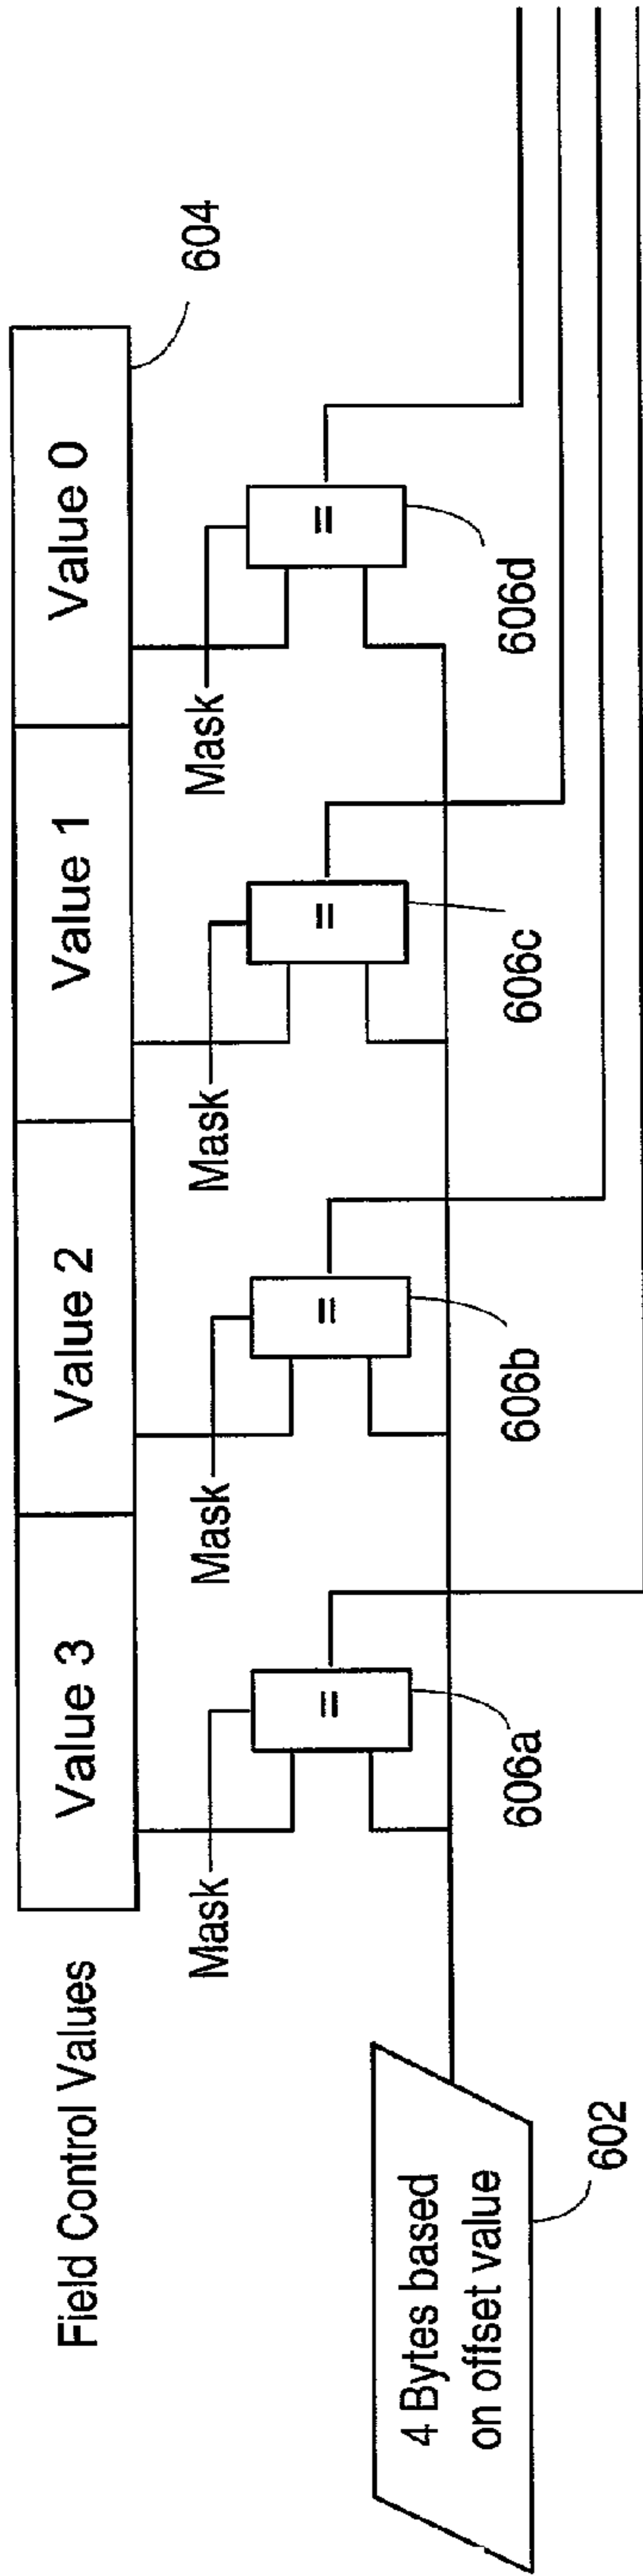 Field Control Values
Value 3
Value 2
Value 1
Value 0
604
Mask
Mask
Mask
Mask
=
=
=
=
606a
606b
606c
606d
4 Bytes based
on offset value
602